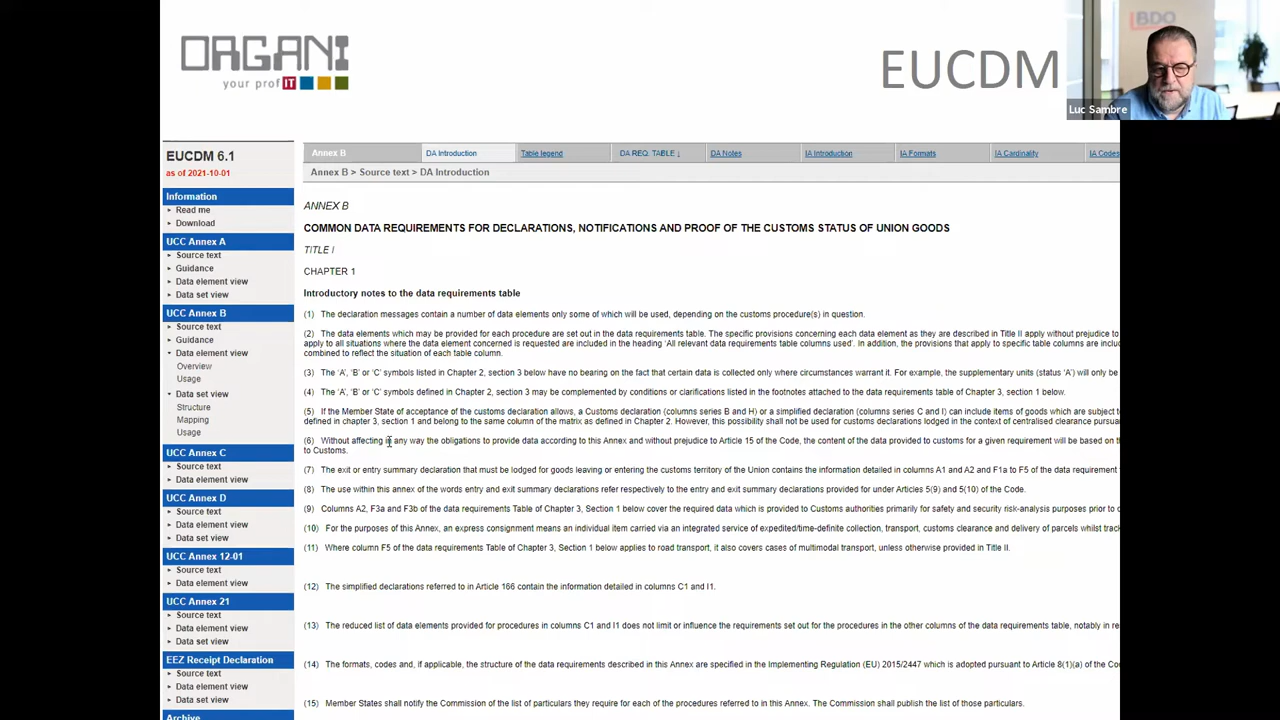 ORGANI
your profIT
EUCDM
BDO
Luc Sambre
EUCDM 6.1
as of 2021-10-01
Information
Read me
Download
UCC Annex A
Source text
Guidance
Data element view
Data set view
UCC Annex B
Source text
Guidance
Data element view
Overview
Usage
Data set view
Structure
Mapping
Usage
UCC Annex C
Source text
Data element view
UCC Annex D
Source text
Data element view
Data set view
UCC Annex 12-01
Source text
Data element view
UCC Annex 21
Source text
Data element view
Data set view
EEZ Receipt Declaration
Source text
Data element view
Data set view
Archive
Annex B
DA Introduction
Table legend
DA REQ. TABLE ↓
DA Notes
IA Introduction
IA Formats
IA Cardinality
IA Codes
Annex B > Source text > DA Introduction
ANNEX B
COMMON DATA REQUIREMENTS FOR DECLARATIONS, NOTIFICATIONS AND PROOF OF THE CUSTOMS STATUS OF UNION GOODS
TITLE I
CHAPTER 1
Introductory notes to the data requirements table
(1) The declaration messages contain a number of data elements only some of which will be used, depending on the customs procedure(s) in question.
(2) The data elements which may be provided for each procedure are set out in the data requirements table. The specific provisions concerning each data element as they are described in Title II apply without prejudice to
apply to all situations where the data element concerned is requested are included in the heading 'All relevant data requirements table columns used'. In addition, the provisions that apply to specific table columns are inclu
combined to reflect the situation of each table column.
(3) The 'A', 'B' or 'C' symbols listed in Chapter 2, section 3 below have no bearing on the fact that certain data is collected only where circumstances warrant it. For example, the supplementary units (status 'A') will only be
(4) The 'A', 'B' or 'C' symbols defined in Chapter 2, section 3 may be complemented by conditions or clarifications listed in the footnotes attached to the data requirements table of Chapter 3, section 1 below.
(5) If the Member State of acceptance of the customs declaration allows, a Customs declaration (columns series B and H) or a simplified declaration (columns series C and I) can include items of goods which are subject t
defined in chapter 3, section 1 and belong to the same column of the matrix as defined in Chapter 2. However, this possibility shall not be used for customs declarations lodged in the context of centralised clearance pursuan
(6) Without affecting in any way the obligations to provide data according to this Annex and without prejudice to Article 15 of the Code, the content of the data provided to customs for a given requirement will be based on th
to Customs.
(7) The exit or entry summary declaration that must be lodged for goods leaving or entering the customs territory of the Union contains the information detailed in columns A1 and A2 and F1a to F5 of the data requirement
(8) The use within this annex of the words entry and exit summary declarations refer respectively to the entry and exit summary declarations provided for under Articles 5(9) and 5(10) of the Code.
(9) Columns A2, F3a and F3b of the data requirements Table of Chapter 3, Section 1 below cover the required data which is provided to Customs authorities primarily for safety and security risk-analysis purposes prior to c
(10) For the purposes of this Annex, an express consignment means an individual item carried via an integrated service of expedited/time-definite collection, transport, customs clearance and delivery of parcels whilst track
(11) Where column F5 of the data requirements Table of Chapter 3, Section 1 below applies to road transport, it also covers cases of multimodal transport, unless otherwise provided in Title II.
(12) The simplified declarations referred to in Article 166 contain the information detailed in columns C1 and I1.
(13) The reduced list of data elements provided for procedures in columns C1 and I1 does not limit or influence the requirements set out for the procedures in the other columns of the data requirements table, notably in re
(14) The formats, codes and, if applicable, the structure of the data requirements described in this Annex are specified in the Implementing Regulation (EU) 2015/2447 which is adopted pursuant to Article 8(1)(a) of the Co
(15) Member States shall notify the Commission of the list of particulars they require for each of the procedures referred to in this Annex. The Commission shall publish the list of those particulars.